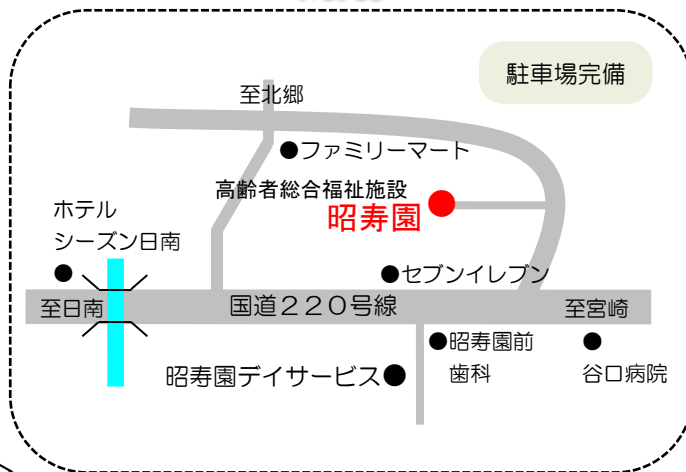 駐車場完備
至北郷
ファミリーマート
高齢者総合福祉施設
昭寿園
ホテル
シーズン日南
セブンイレブン
至日南
国道２２０号線
至宮崎
昭寿園前
歯科
谷口病院
昭寿園デイサービス